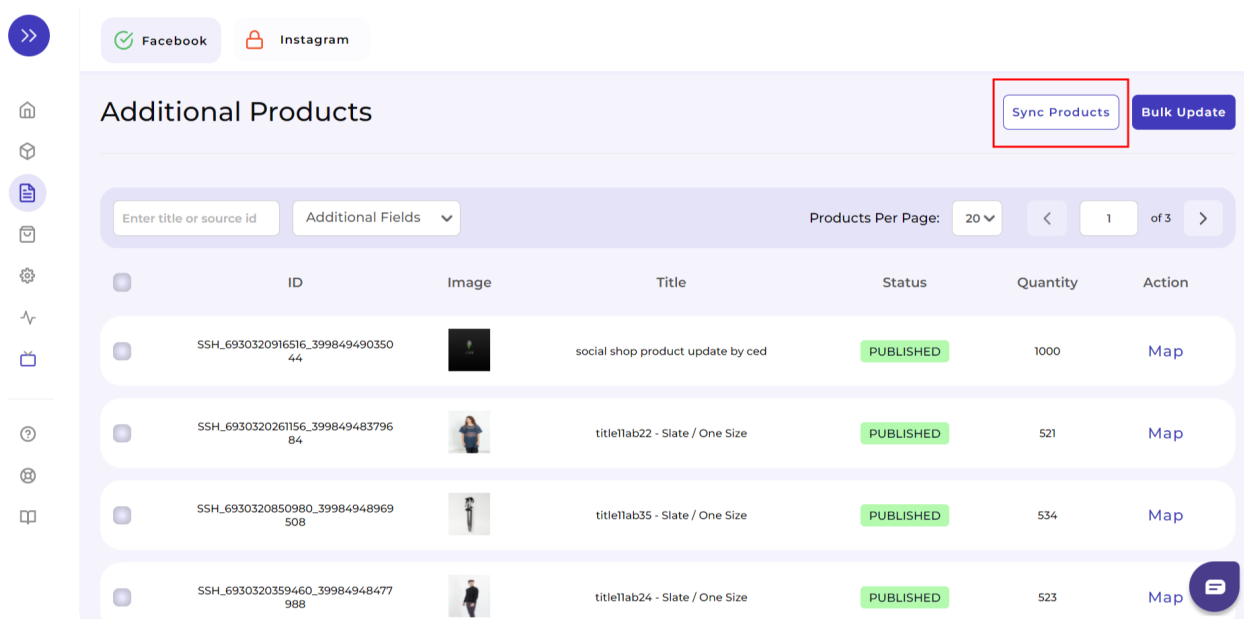 Facebook
Instagram
Additional Products
Sync Products
Bulk Update
Enter title or source id
Additional Fields
Products Per Page:
20
1
of 3
ID
Image
Title
Status
Quantity
Action
SSH_6930320916516_399849490350
44
social shop product update by ced
PUBLISHED
1000
Map
SSH_6930320261156_399849483796
84
title11ab22 - Slate / One Size
PUBLISHED
521
Map
SSH_6930320850980_39984948969
508
title11ab35 - Slate / One Size
PUBLISHED
534
Map
SSH_6930320359460_39984948477
988
title11ab24 - Slate / One Size
PUBLISHED
523
Map